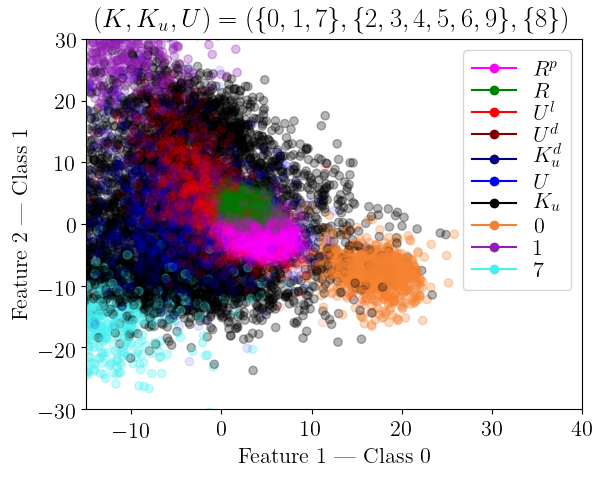 (K, K_u, U) = ({0, 1, 7}, {2, 3, 4, 5, 6, 9}, {8})
30
20
10
0
−10
−20
−30
Feature 2 — Class 1
R^p
R
U^l
U^d
K_u^d
U
K_u
0
1
7
−10
0
10
20
30
40
Feature 1 — Class 0